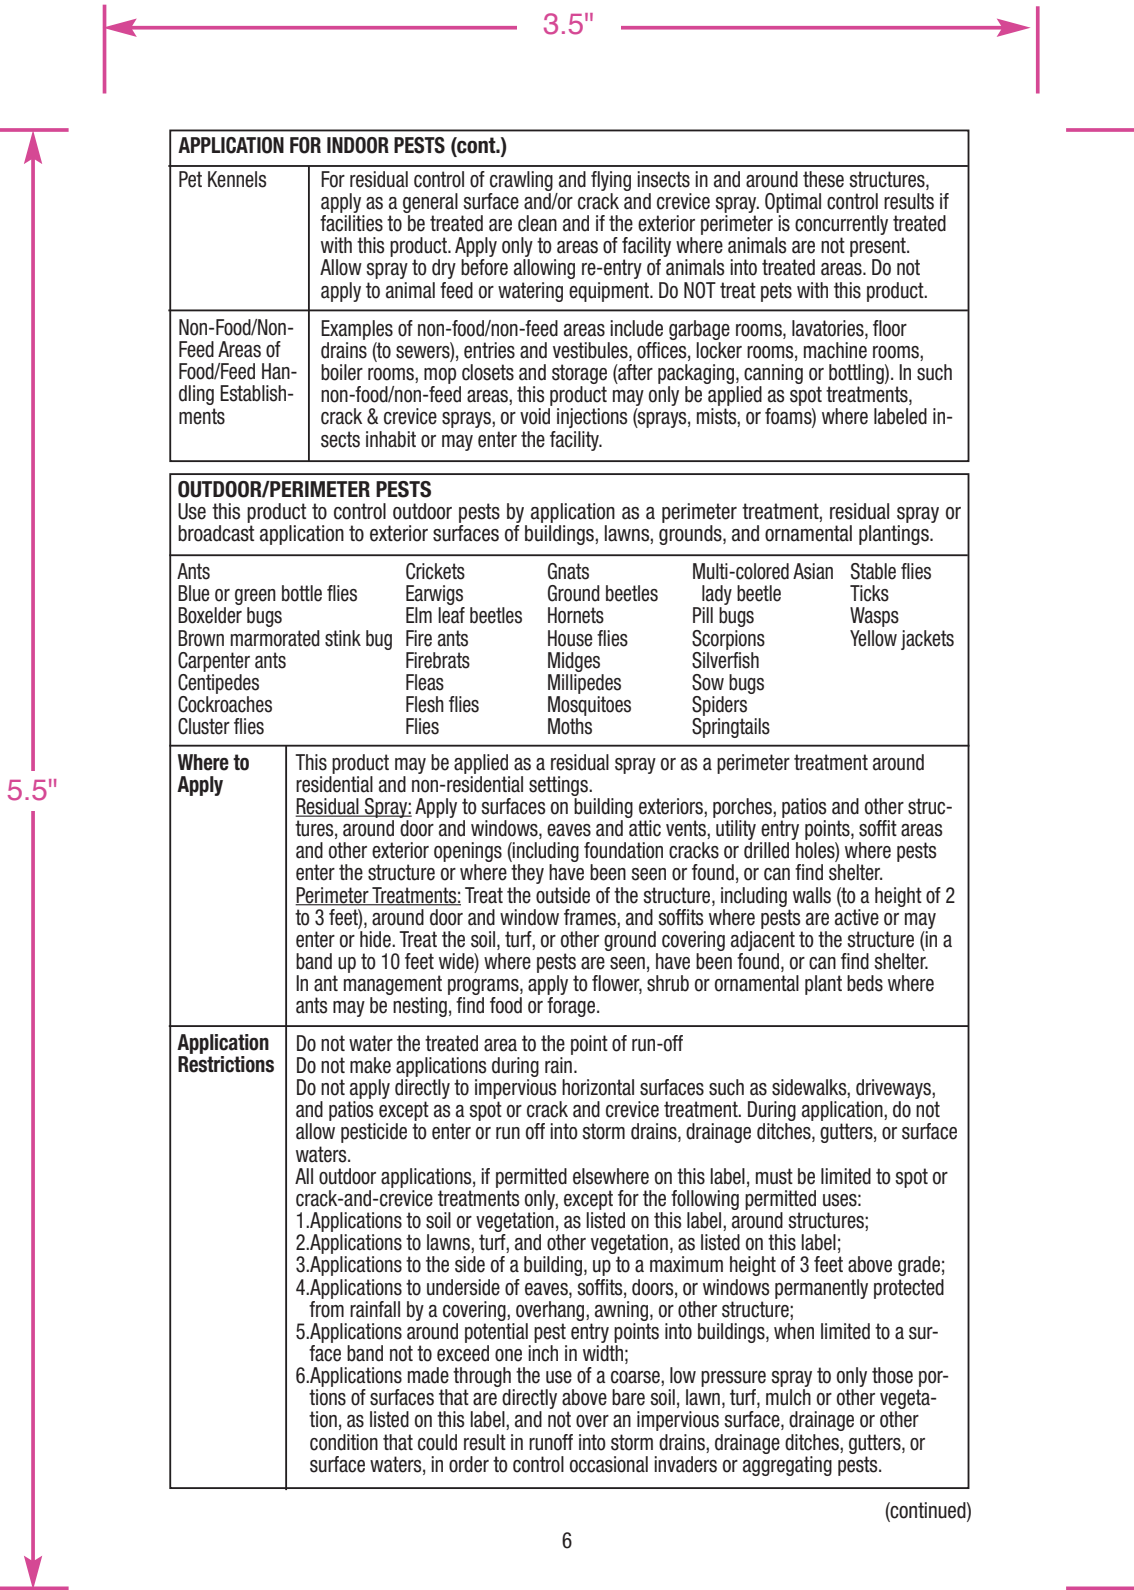 3.5"
APPLICATION FOR INDOOR PESTS (cont.)
Pet Kennels
For residual control of crawling and flying insects in and around these structures,
apply as a general surface and/or crack and crevice spray. Optimal control results if
facilities to be treated are clean and if the exterior perimeter is concurrently treated
with this product. Apply only to areas of facility where animals are not present.
Allow spray to dry before allowing re-entry of animals into treated areas. Do not
apply to animal feed or watering equipment. Do NOT treat pets with this product.
Non-Food/Non-
Feed Areas of
Food/Feed Han-
dling Establish-
ments
Examples of non-food/non-feed areas include garbage rooms, lavatories, floor
drains (to sewers), entries and vestibules, offices, locker rooms, machine rooms,
boiler rooms, mop closets and storage (after packaging, canning or bottling). In such
non-food/non-feed areas, this product may only be applied as spot treatments,
crack & crevice sprays, or void injections (sprays, mists, or foams) where labeled in-
sects inhabit or may enter the facility.
OUTDOOR/PERIMETER PESTS
Use this product to control outdoor pests by application as a perimeter treatment, residual spray or
broadcast application to exterior surfaces of buildings, lawns, grounds, and ornamental plantings.
Ants
Blue or green bottle flies
Boxelder bugs
Brown marmorated stink bug
Carpenter ants
Centipedes
Cockroaches
Cluster flies
Crickets
Earwigs
Elm leaf beetles
Fire ants
Firebrats
Fleas
Flesh flies
Flies
Gnats
Ground beetles
Hornets
House flies
Midges
Millipedes
Mosquitoes
Moths
Multi-colored Asian
lady beetle
Pill bugs
Scorpions
Silverfish
Sow bugs
Spiders
Springtails
Stable flies
Ticks
Wasps
Yellow jackets
Where to
Apply
This product may be applied as a residual spray or as a perimeter treatment around
residential and non-residential settings.
Residual Spray: Apply to surfaces on building exteriors, porches, patios and other struc-
tures, around door and windows, eaves and attic vents, utility entry points, soffit areas
and other exterior openings (including foundation cracks or drilled holes) where pests
enter the structure or where they have been seen or found, or can find shelter.
Perimeter Treatments: Treat the outside of the structure, including walls (to a height of 2
to 3 feet), around door and window frames, and soffits where pests are active or may
enter or hide. Treat the soil, turf, or other ground covering adjacent to the structure (in a
band up to 10 feet wide) where pests are seen, have been found, or can find shelter.
In ant management programs, apply to flower, shrub or ornamental plant beds where
ants may be nesting, find food or forage.
5.5"
Application
Restrictions
Do not water the treated area to the point of run-off
Do not make applications during rain.
Do not apply directly to impervious horizontal surfaces such as sidewalks, driveways,
and patios except as a spot or crack and crevice treatment. During application, do not
allow pesticide to enter or run off into storm drains, drainage ditches, gutters, or surface
waters.
All outdoor applications, if permitted elsewhere on this label, must be limited to spot or
crack-and-crevice treatments only, except for the following permitted uses:
1.Applications to soil or vegetation, as listed on this label, around structures;
2.Applications to lawns, turf, and other vegetation, as listed on this label;
3.Applications to the side of a building, up to a maximum height of 3 feet above grade;
4.Applications to underside of eaves, soffits, doors, or windows permanently protected
from rainfall by a covering, overhang, awning, or other structure;
5.Applications around potential pest entry points into buildings, when limited to a sur-
face band not to exceed one inch in width;
6.Applications made through the use of a coarse, low pressure spray to only those por-
tions of surfaces that are directly above bare soil, lawn, turf, mulch or other vegeta-
tion, as listed on this label, and not over an impervious surface, drainage or other
condition that could result in runoff into storm drains, drainage ditches, gutters, or
surface waters, in order to control occasional invaders or aggregating pests.
(continued)
6